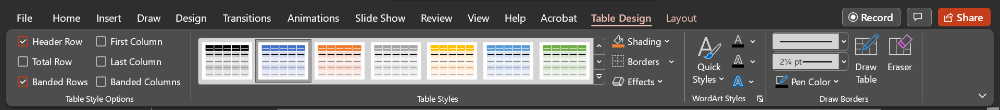 File Home Insert Draw Design Transitions Animations Slide Show Review View Help Acrobat Table Design Layout Record Share
Header Row First Column
Total Row Last Column
Banded Rows Banded Columns
Table Style Options
Table Styles
Shading
Borders
Effects
Quick
Styles
WordArt Styles
2¼ pt
Pen Color
Draw
Table
Eraser
Draw Borders